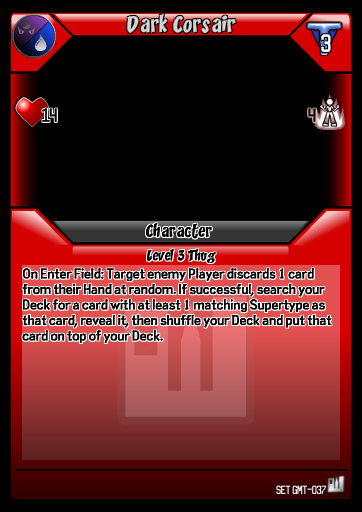 Dark Corsair
3
14
4
Character
Level 3 Thug
On Enter Field: Target enemy Player discards 1 card
from their Hand at random. If successful, search your
Deck for a card with at least 1 matching Supertype as
that card, reveal it, then shuffle your Deck and put that
card on top of your Deck.
SET GMT-037